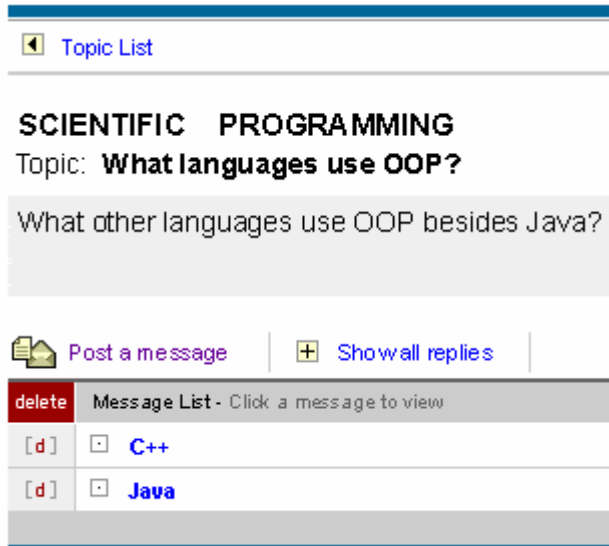 Topic List
SCIENTIFIC PROGRAMMING
Topic: What languages use OOP?
What other languages use OOP besides Java?
Post a message Show all replies
delete Message List - Click a message to view
[d] C++
[d] Java